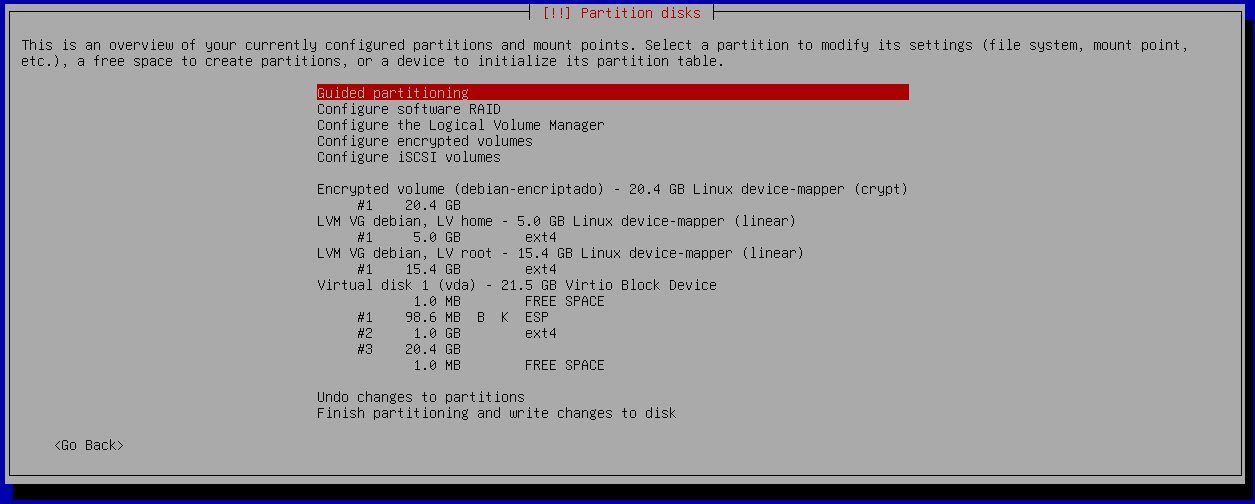 [!!] Partition disks
This is an overview of your currently configured partitions and mount points. Select a partition to modify its settings (file system, mount point,
etc.), a free space to create partitions, or a device to initialize its partition table.
Guided partitioning
Configure software RAID
Configure the Logical Volume Manager
Configure encrypted volumes
Configure iSCSI volumes
Encrypted volume (debian-encriptado) - 20.4 GB Linux device-mapper (crypt)
#1 20.4 GB
LVM VG debian, LV home - 5.0 GB Linux device-mapper (linear)
#1 5.0 GB ext4
LVM VG debian, LV root - 15.4 GB Linux device-mapper (linear)
#1 15.4 GB ext4
Virtual disk 1 (vda) - 21.5 GB Virtio Block Device
1.0 MB FREE SPACE
#1 98.6 MB B K ESP
#2 1.0 GB ext4
#3 20.4 GB
1.0 MB FREE SPACE
Undo changes to partitions
Finish partitioning and write changes to disk
<Go Back>